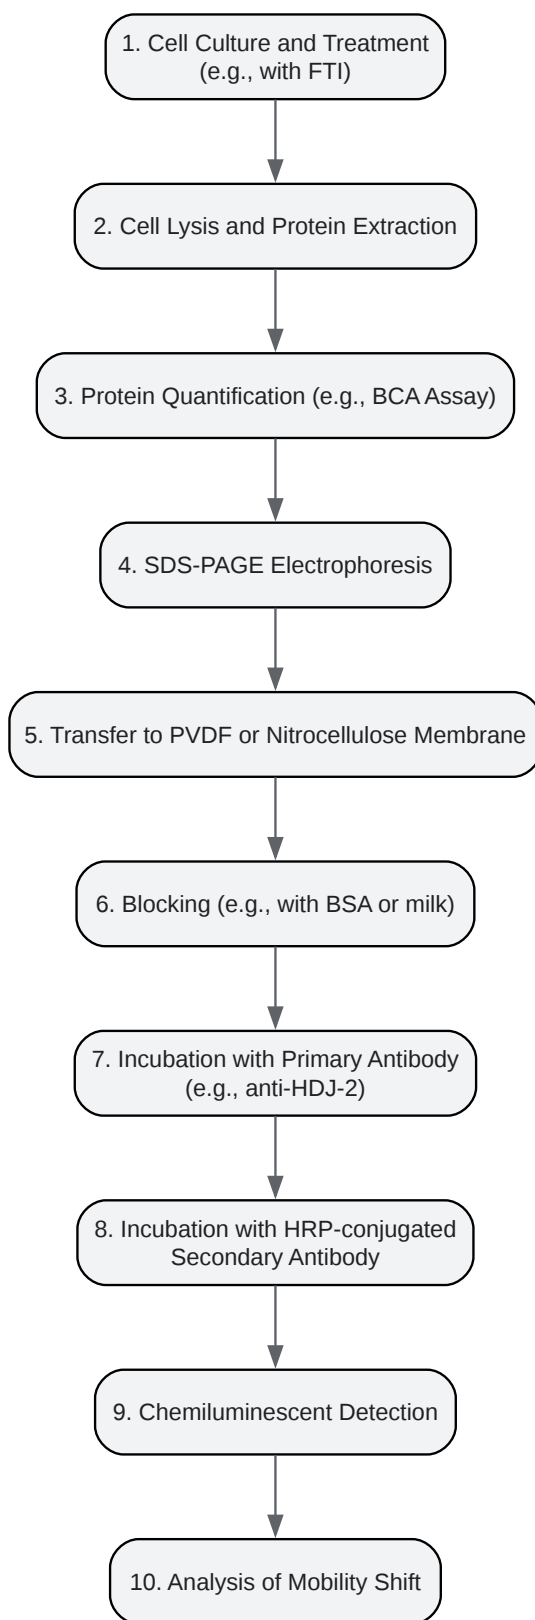 1. Cell Culture and Treatment
(e.g., with FTI)
2. Cell Lysis and Protein Extraction
3. Protein Quantification (e.g., BCA Assay)
4. SDS-PAGE Electrophoresis
5. Transfer to PVDF or Nitrocellulose Membrane
6. Blocking (e.g., with BSA or milk)
7. Incubation with Primary Antibody
(e.g., anti-HDJ-2)
8. Incubation with HRP-conjugated
Secondary Antibody
9. Chemiluminescent Detection
10. Analysis of Mobility Shift